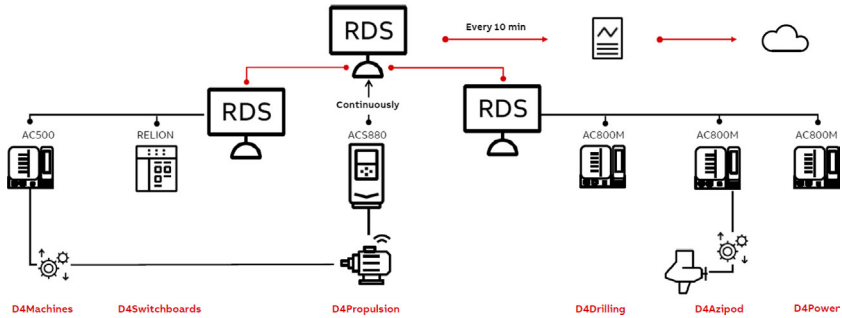 RDS
Every 10 min
RDS
Continuously
RDS
AC500
RELION
ACS880
AC800M
AC800M
AC800M
D4Machines
D4Switchboards
D4Propulsion
D4Drilling
D4Azipod
D4Power